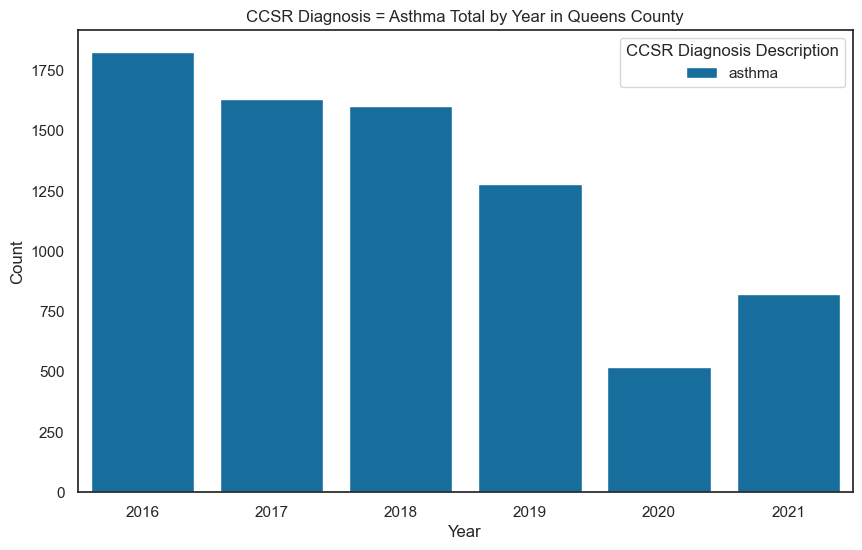 CCSR Diagnosis = Asthma Total by Year in Queens County
CCSR Diagnosis Description
asthma
Count
1750
1500
1250
1000
750
500
250
0
2016 2017 2018 2019 2020 2021
Year